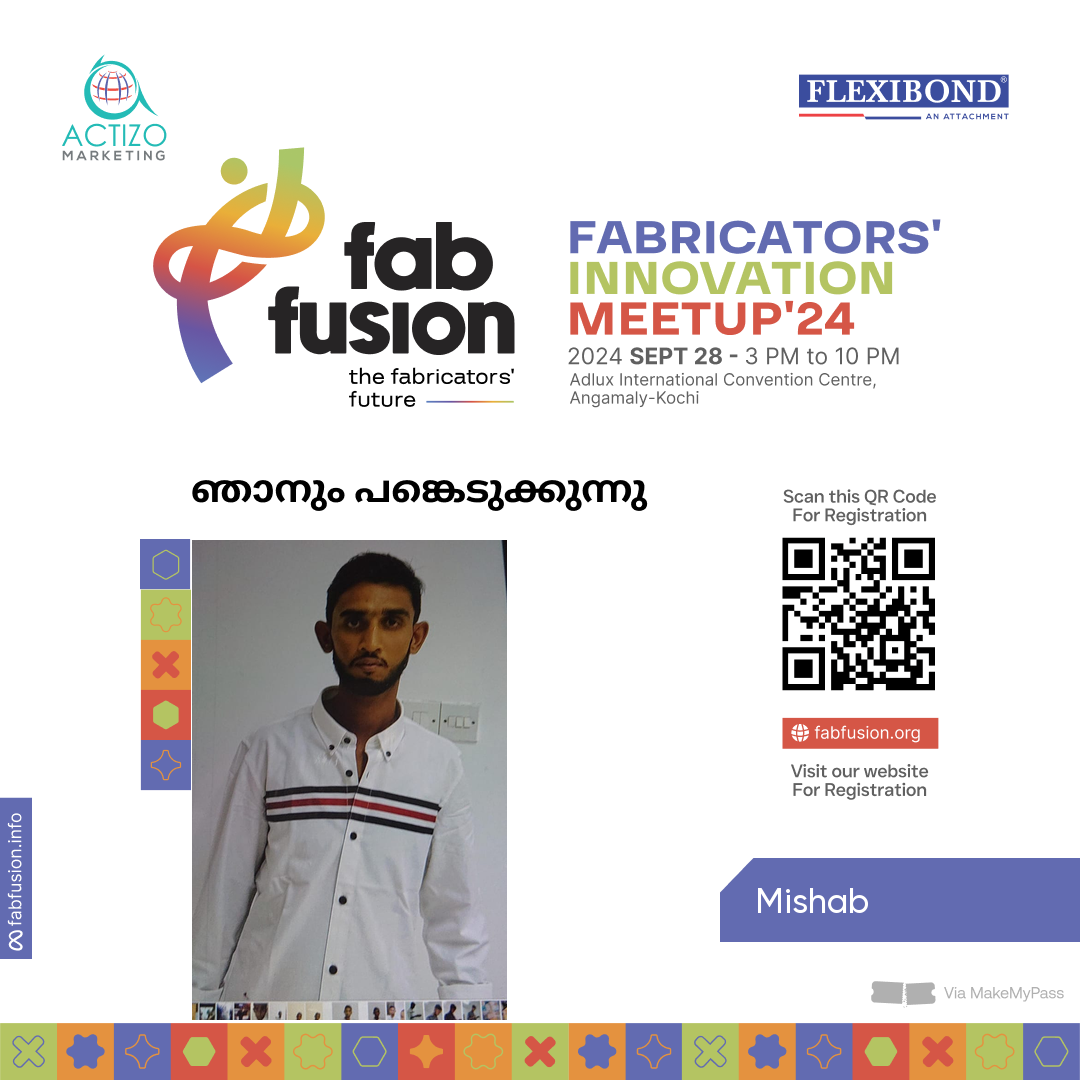 ACTIZO
MARKETING
FLEXIBOND®
AN ATTACHMENT
fab
fusion
the fabricators'
future
FABRICATORS'
INNOVATION
MEETUP'24
2024 SEPT 28 - 3 PM to 10 PM
Adlux International Convention Centre,
Angamaly-Kochi
ഞാനും പങ്കെടുക്കുന്നു
Scan this QR Code
For Registration
fabfusion.org
Visit our website
For Registration
fabfusion.info
Mishab
Via MakeMyPass